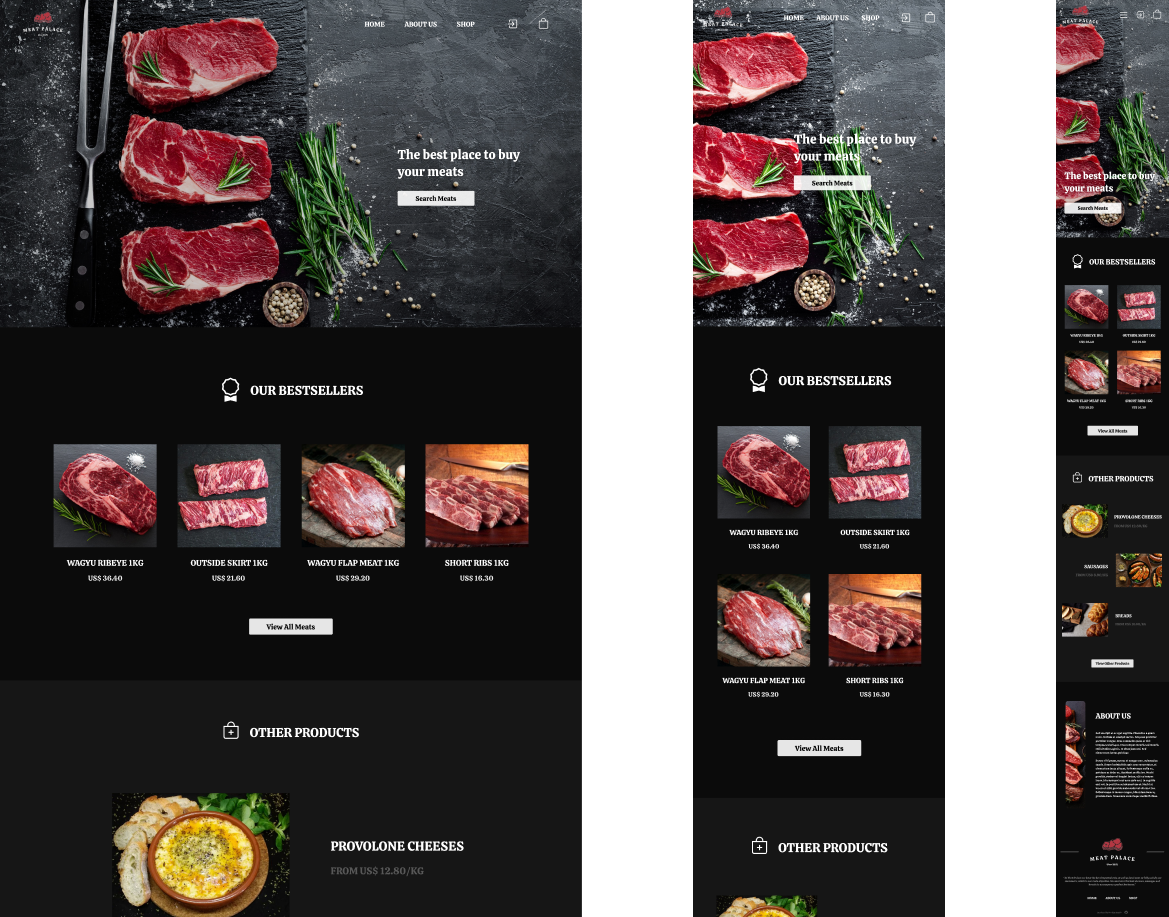 MEAT PALACE
HOME
ABOUT US
SHOP
The best place to buy
your meats
Search Meats
OUR BESTSELLERS
WAGYU RIBEYE 1KG
US$ 36.40
OUTSIDE SKIRT 1KG
US$ 21.60
WAGYU FLAP MEAT 1KG
US$ 29.20
SHORT RIBS 1KG
US$ 16.30
View All Meats
OTHER PRODUCTS
PROVOLONE CHEESES
FROM US$ 12.80/KG
MEAT PALACE
HOME
ABOUT US
SHOP
The best place to buy
your meats
Search Meats
OUR BESTSELLERS
WAGYU RIBEYE 1KG
US$ 36.40
OUTSIDE SKIRT 1KG
US$ 21.60
WAGYU FLAP MEAT 1KG
US$ 29.20
SHORT RIBS 1KG
US$ 16.30
View All Meats
OTHER PRODUCTS
MEAT PALACE
The best place to buy
your meats
Search Meats
OUR BESTSELLERS
WAGYU RIBEYE 1KG
US$ 36.40
OUTSIDE SKIRT 1KG
US$ 21.60
WAGYU FLAP MEAT 1KG
US$ 29.20
SHORT RIBS 1KG
US$ 16.30
View All Meats
OTHER PRODUCTS
PROVOLONE CHEESES
SAUSAGES
BREADS
View Other Products
ABOUT US
MEAT PALACE
HOME
ABOUT US
SHOP